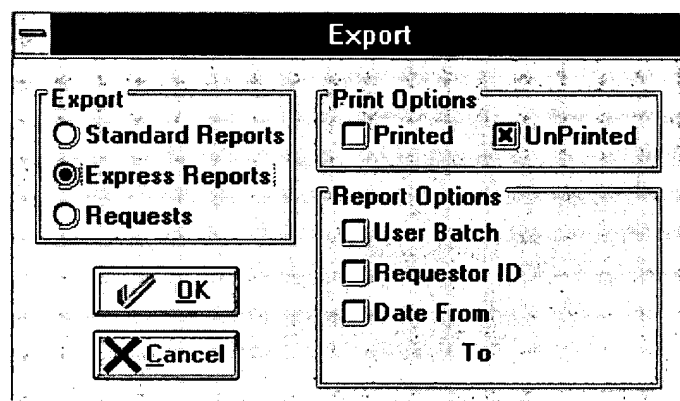 Export
Export
Standard Reports
Express Reports
Requests
OK
Cancel
Print Options
Printed
UnPrinted
Report Options
User Batch
Requestor ID
Date From
To